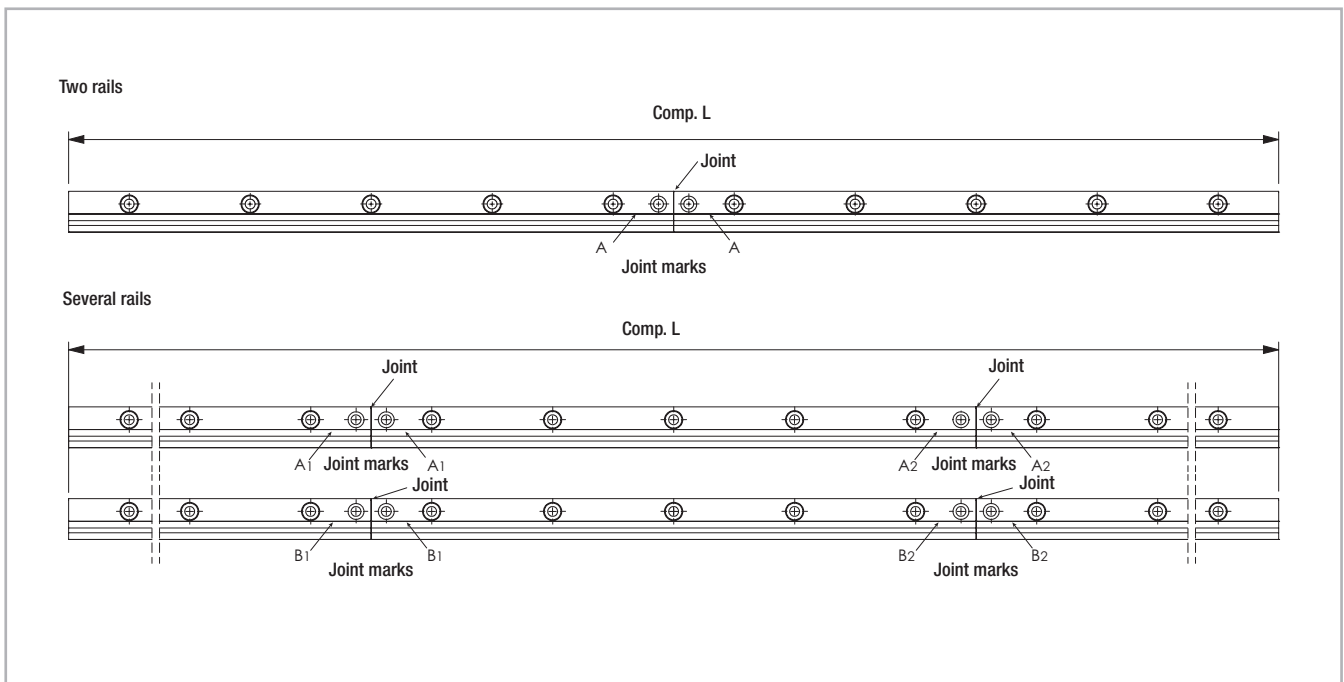 Two rails
Comp. L
Joint
A A
Joint marks
Several rails
Comp. L
Joint Joint
A1 Joint marks A1 A2 Joint marks A2
Joint Joint
B1 B1 B2 B2
Joint marks Joint marks